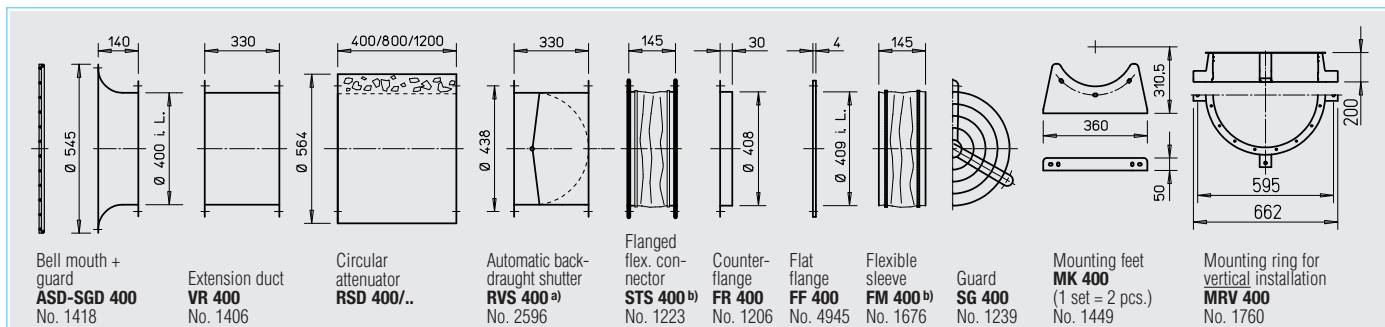 140
330
400/800/1200
330
145
30
4
145
Ø 545
Ø 400 i. L.
Ø 564
Ø 438
Ø 408
Ø 409 i. L.
360
50
310,5
200
595
662
Bell mouth +
guard
ASD-SGD 400
No. 1418
Extension duct
VR 400
No. 1406
Circular
attenuator
RSD 400/..
Automatic back-
draught shutter
RVS 400 a)
No. 2596
Flanged
flex. con-
nector
STS 400 b)
No. 1223
Counter-
flange
FR 400
No. 1206
Flat
flange
FF 400
No. 4945
Flexible
sleeve
FM 400 b)
No. 1676
Guard
SG 400
No. 1239
Mounting feet
MK 400
(1 set = 2 pcs.)
No. 1449
Mounting ring for
vertical installation
MRV 400
No. 1760